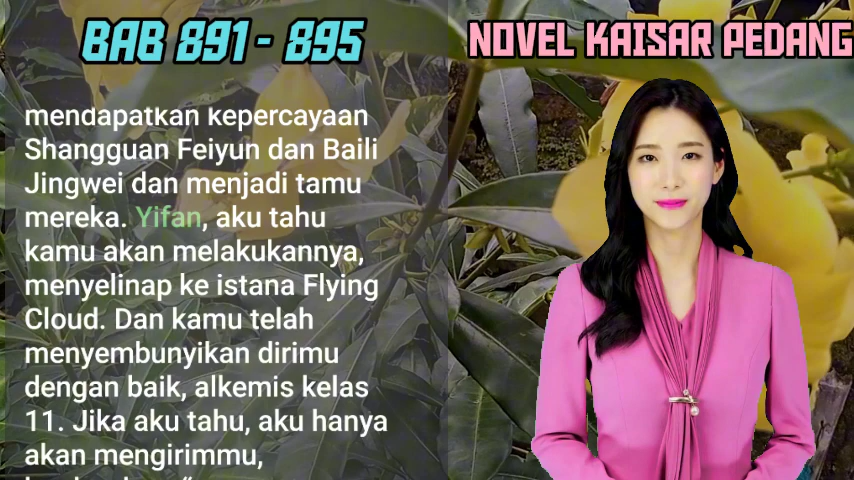 BAB 891 - 895
NOVEL KAISAR PEDANG
mendapatkan kepercayaan
Shangguan Feiyun dan Baili
Jingwei dan menjadi tamu
mereka. Yifan, aku tahu
kamu akan melakukannya,
menyelinap ke istana Flying
Cloud. Dan kamu telah
menyembunyikan dirimu
dengan baik, alkemis kelas
11. Jika aku tahu, aku hanya
akan mengirimmu,